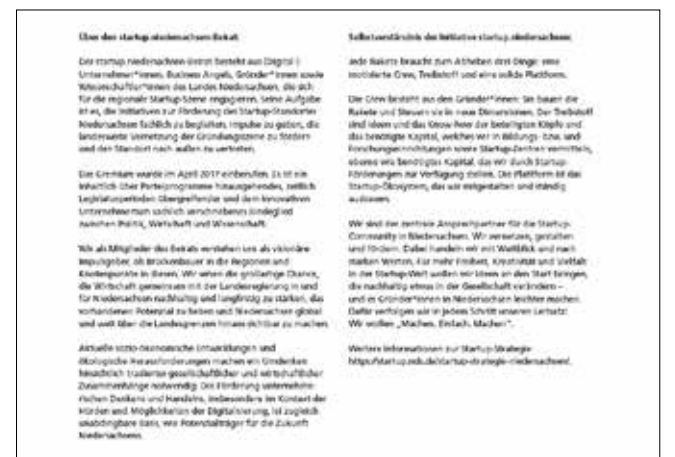 Über den startup.niedersachsen Beirat
Der startup.niedersachsen Beirat besteht aus (Digital-)
Unternehmer*innen, Business Angels, Gründer*innen sowie
Wissenschaftler*innen des Landes Niedersachsen, die sich
für die regionale Startup-Szene engagieren. Seine Aufgabe
ist es, die Initiativen zur Förderung des Startup-Standortes
Niedersachsen fachlich zu begleiten, Impulse zu geben, die
landesweite Vernetzung der Gründungsszene zu fördern
und den Standort nach außen zu vertreten.
Das Gremium wurde im April 2017 einberufen. Es ist ein
inhaltlich über Parteiprogramme hinausgehendes, zeitlich
Legislaturperioden übergreifendes und dem innovativen
Unternehmertum sachlich verschriebenes Bindeglied
zwischen Politik, Wirtschaft und Wissenschaft.
Wir als Mitglieder des Beirats verstehen uns als visionäre
Impulsgeber, als Brückenbauer in die Regionen und
Knotenpunkte in diesen. Wir sehen die großartige Chance,
die Wirtschaft gemeinsam mit der Landesregierung in und
für Niedersachsen nachhaltig und langfristig zu stärken, das
vorhandenen Potenzial zu heben und Niedersachsen global
und weit über die Landesgrenzen hinaus sichtbar zu machen.
Aktuelle sozio-ökonomische Entwicklungen und
ökologische Herausforderungen machen ein Umdenken
hinsichtlich tradierter gesellschaftlicher und wirtschaftlicher
Zusammenhänge notwendig. Die Förderung unternehme-
rischen Denkens und Handelns, insbesondere im Kontext der
Hürden und Möglichkeiten der Digitalisierung, ist zugleich
unabdingbare Basis, wie Potenzialträger für die Zukunft
Niedersachsens.
Selbstverständnis der Initiative startup.niedersachsen:
Jede Rakete braucht zum Abheben drei Dinge: eine
motivierte Crew, Treibstoff und eine solide Plattform.
Die Crew besteht aus den Gründer*innen: Sie bauen die
Rakete und steuern sie in neue Dimensionen. Der Treibstoff
sind Ideen und das Know-how der beteiligten Köpfe und
das benötigte Kapital, welches wir in Bildungs- bzw. und
Forschungseinrichtungen sowie Startup-Zentren vermitteln,
ebenso wie benötigtes Kapital, das wir durch Startup-
Förderungen zur Verfügung stellen. Die Plattform ist das
Startup-Ökosystem, das wir mitgestalten und ständig
ausbauen.
Wir sind der zentrale Ansprechpartner für die Startup-
Community in Niedersachsen. Wir vernetzen, gestalten
und fördern. Dabei handeln wir mit Weitblick und nach
starken Werten. Für mehr Freiheit, Kreativität und Vielfalt
in der Startup-Welt wollen wir Ideen an den Start bringen,
die nachhaltig etwas in der Gesellschaft verändern –
und es Gründer*innen in Niedersachsen leichter machen.
Dafür verfolgen wir in jedem Schritt unseren Leitsatz:
Wir wollen „Machen. Einfach. Machen“.
Weitere Informationen zur Startup-Strategie
https://startup.nds.de/startup-strategie-niedersachsen/.